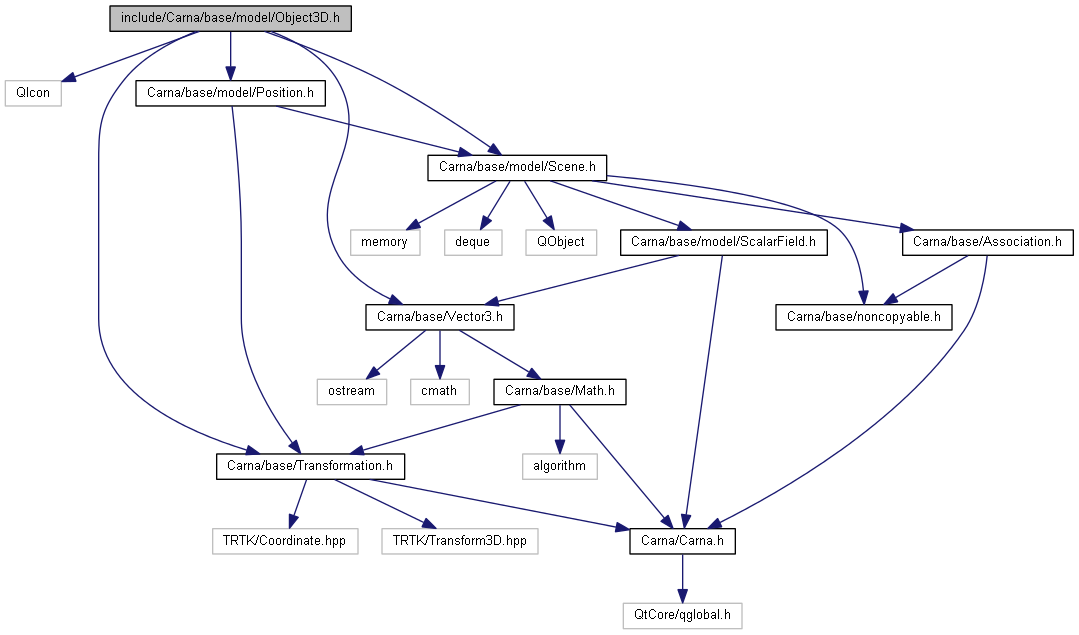 include/Carna/base/model/Object3D.h
QIcon
Carna/base/model/Position.h
Carna/base/model/Scene.h
memory
deque
QObject
Carna/base/model/ScalarField.h
Carna/base/Association.h
Carna/base/Vector3.h
Carna/base/noncopyable.h
ostream
cmath
Carna/base/Math.h
Carna/base/Transformation.h
algorithm
TRTK/Coordinate.hpp
TRTK/Transform3D.hpp
Carna/Carna.h
QtCore/qglobal.h